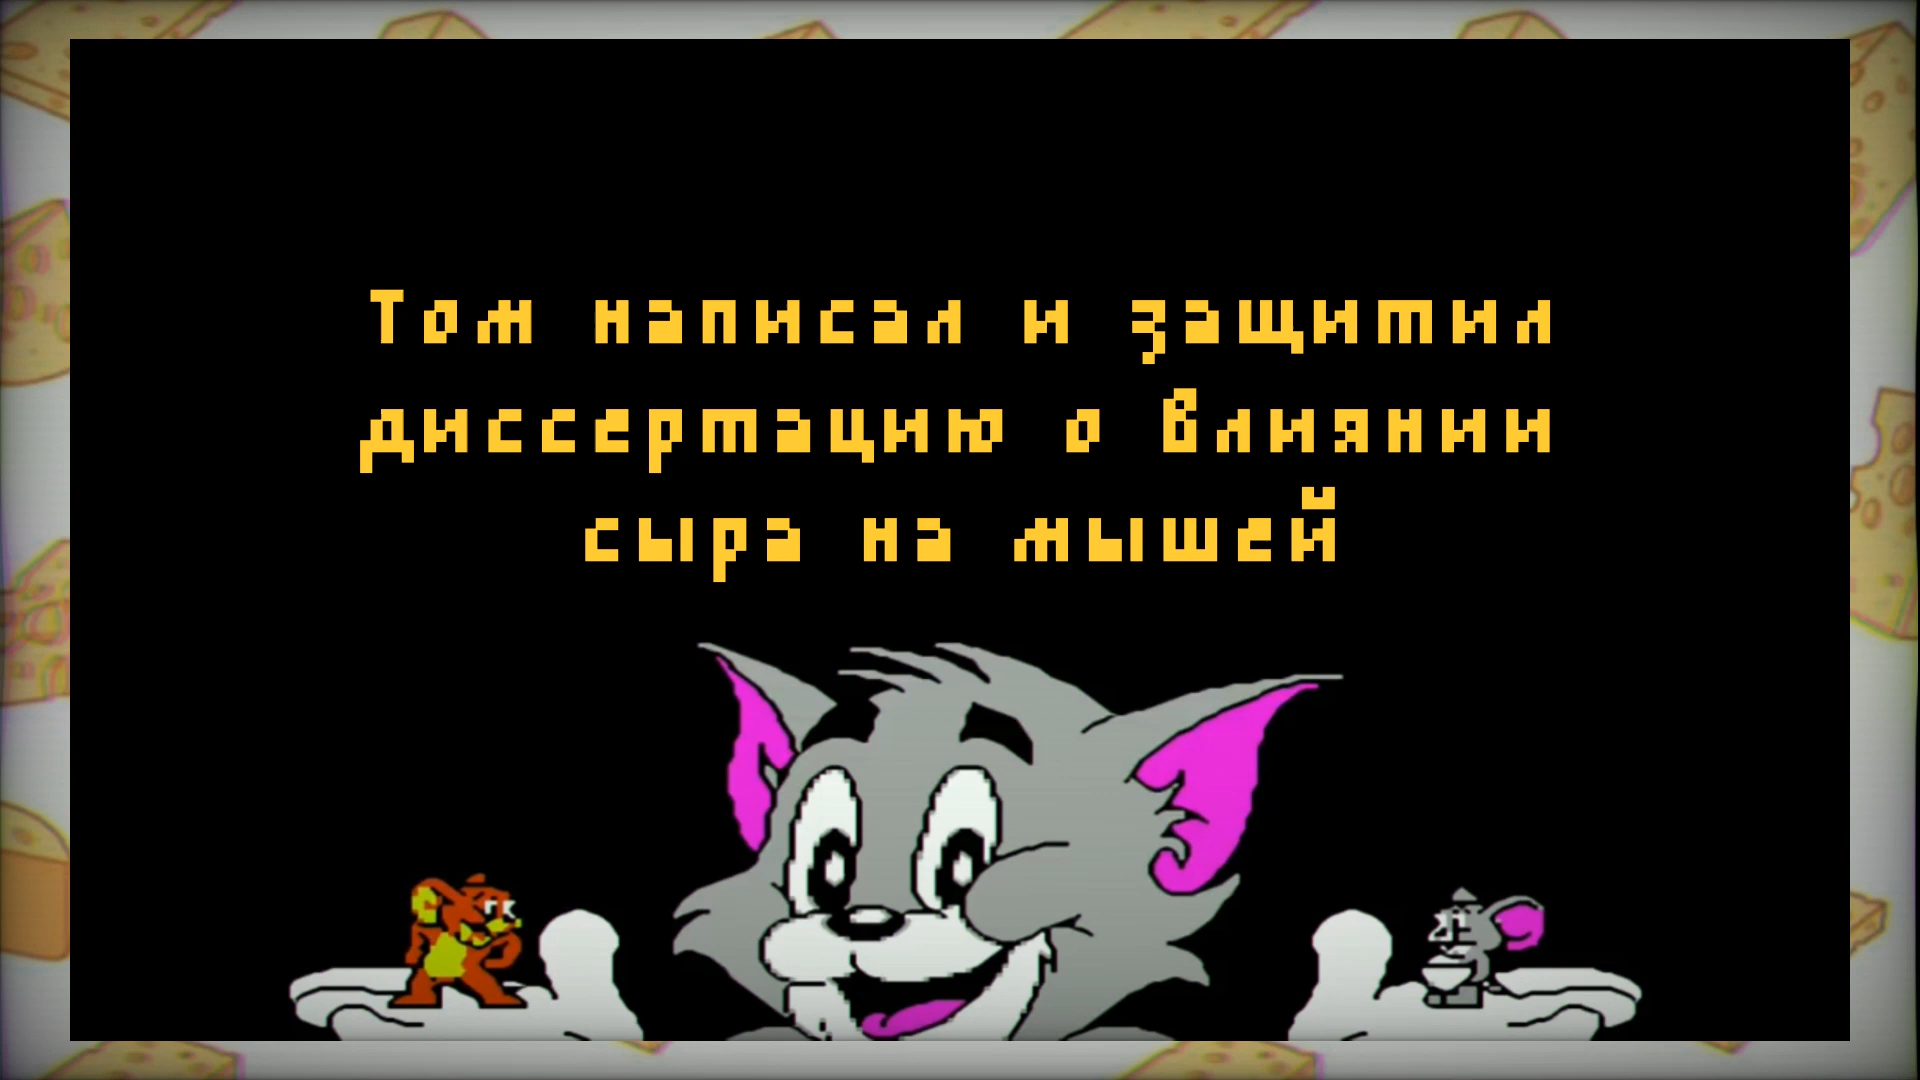 Том написал и защитил
диссертацию о влиянии
сыра на мышей